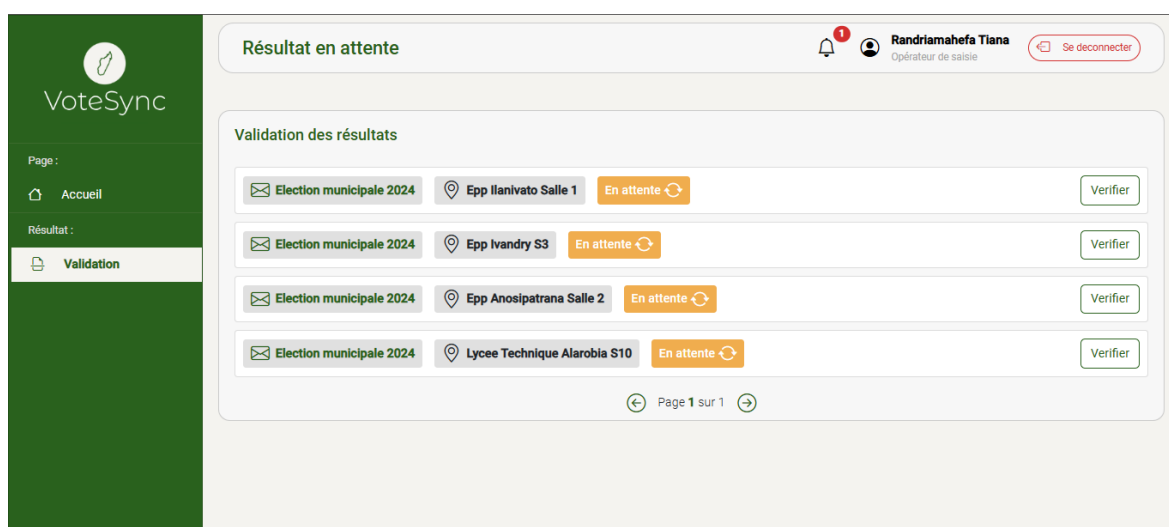 VoteSync
Page :
Accueil
Résultat :
Validation
Résultat en attente
1
Randriamahefa Tiana
Opérateur de saisie
Se deconnecter
Validation des résultats
Election municipale 2024 Epp Ilanivato Salle 1 En attente Verifier
Election municipale 2024 Epp Ivandry S3 En attente Verifier
Election municipale 2024 Epp Anosipatrana Salle 2 En attente Verifier
Election municipale 2024 Lycee Technique Alarobia S10 En attente Verifier
Page 1 sur 1